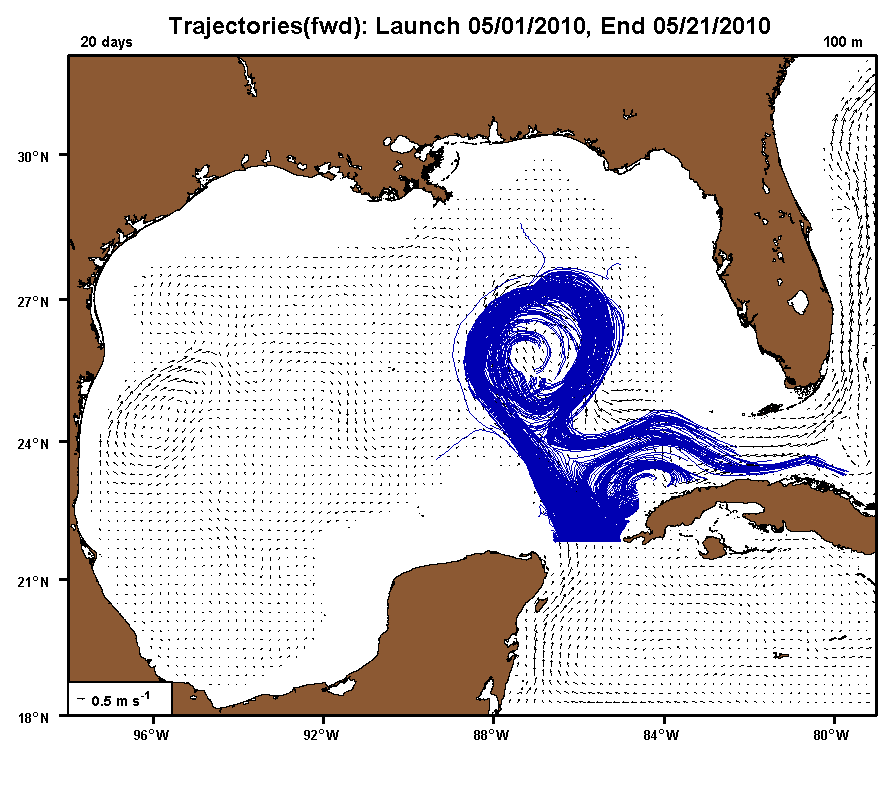 Trajectories(fwd): Launch 05/01/2010, End 05/21/2010
20 days
100 m
30°N
27°N
24°N
21°N
18°N
~ 0.5 m s⁻¹
96°W
92°W
88°W
84°W
80°W